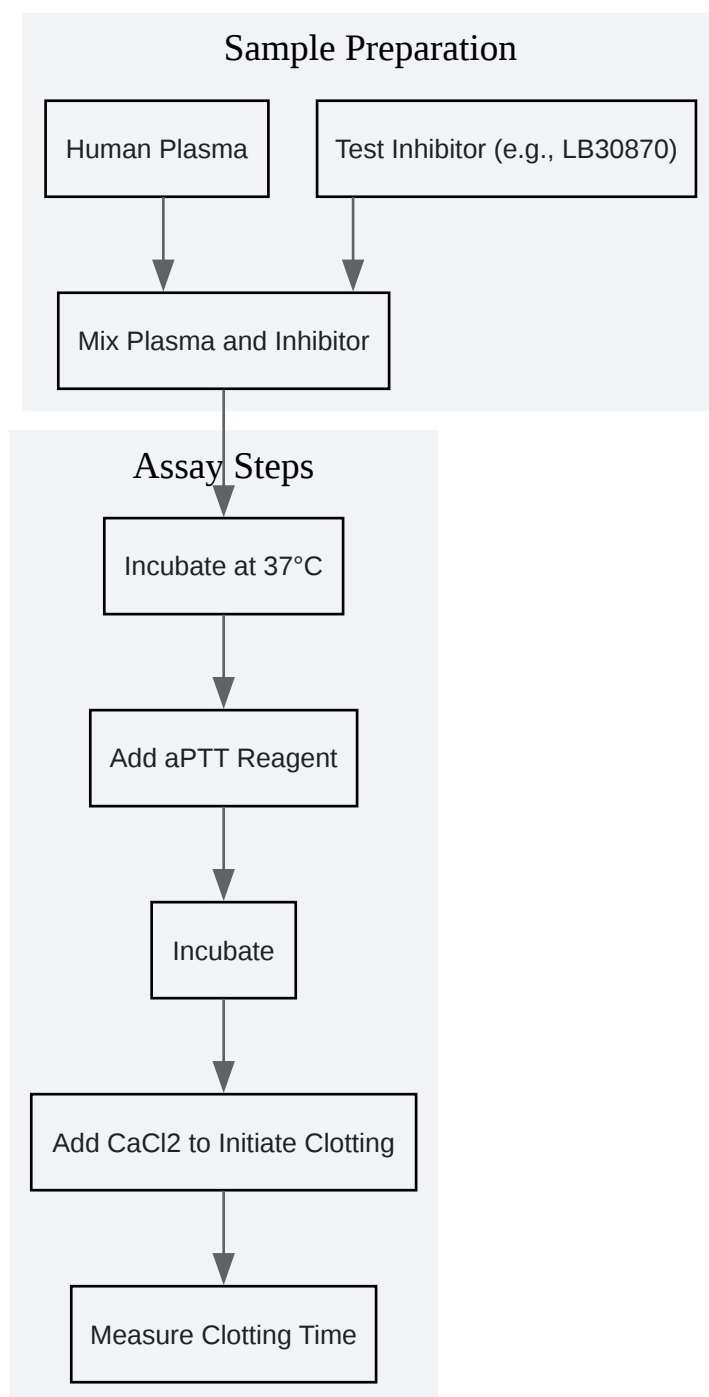 Sample Preparation
Human Plasma
Test Inhibitor (e.g., LB30870)
Mix Plasma and Inhibitor
Assay Steps
Incubate at 37°C
Add aPTT Reagent
Incubate
Add CaCl2 to Initiate Clotting
Measure Clotting Time